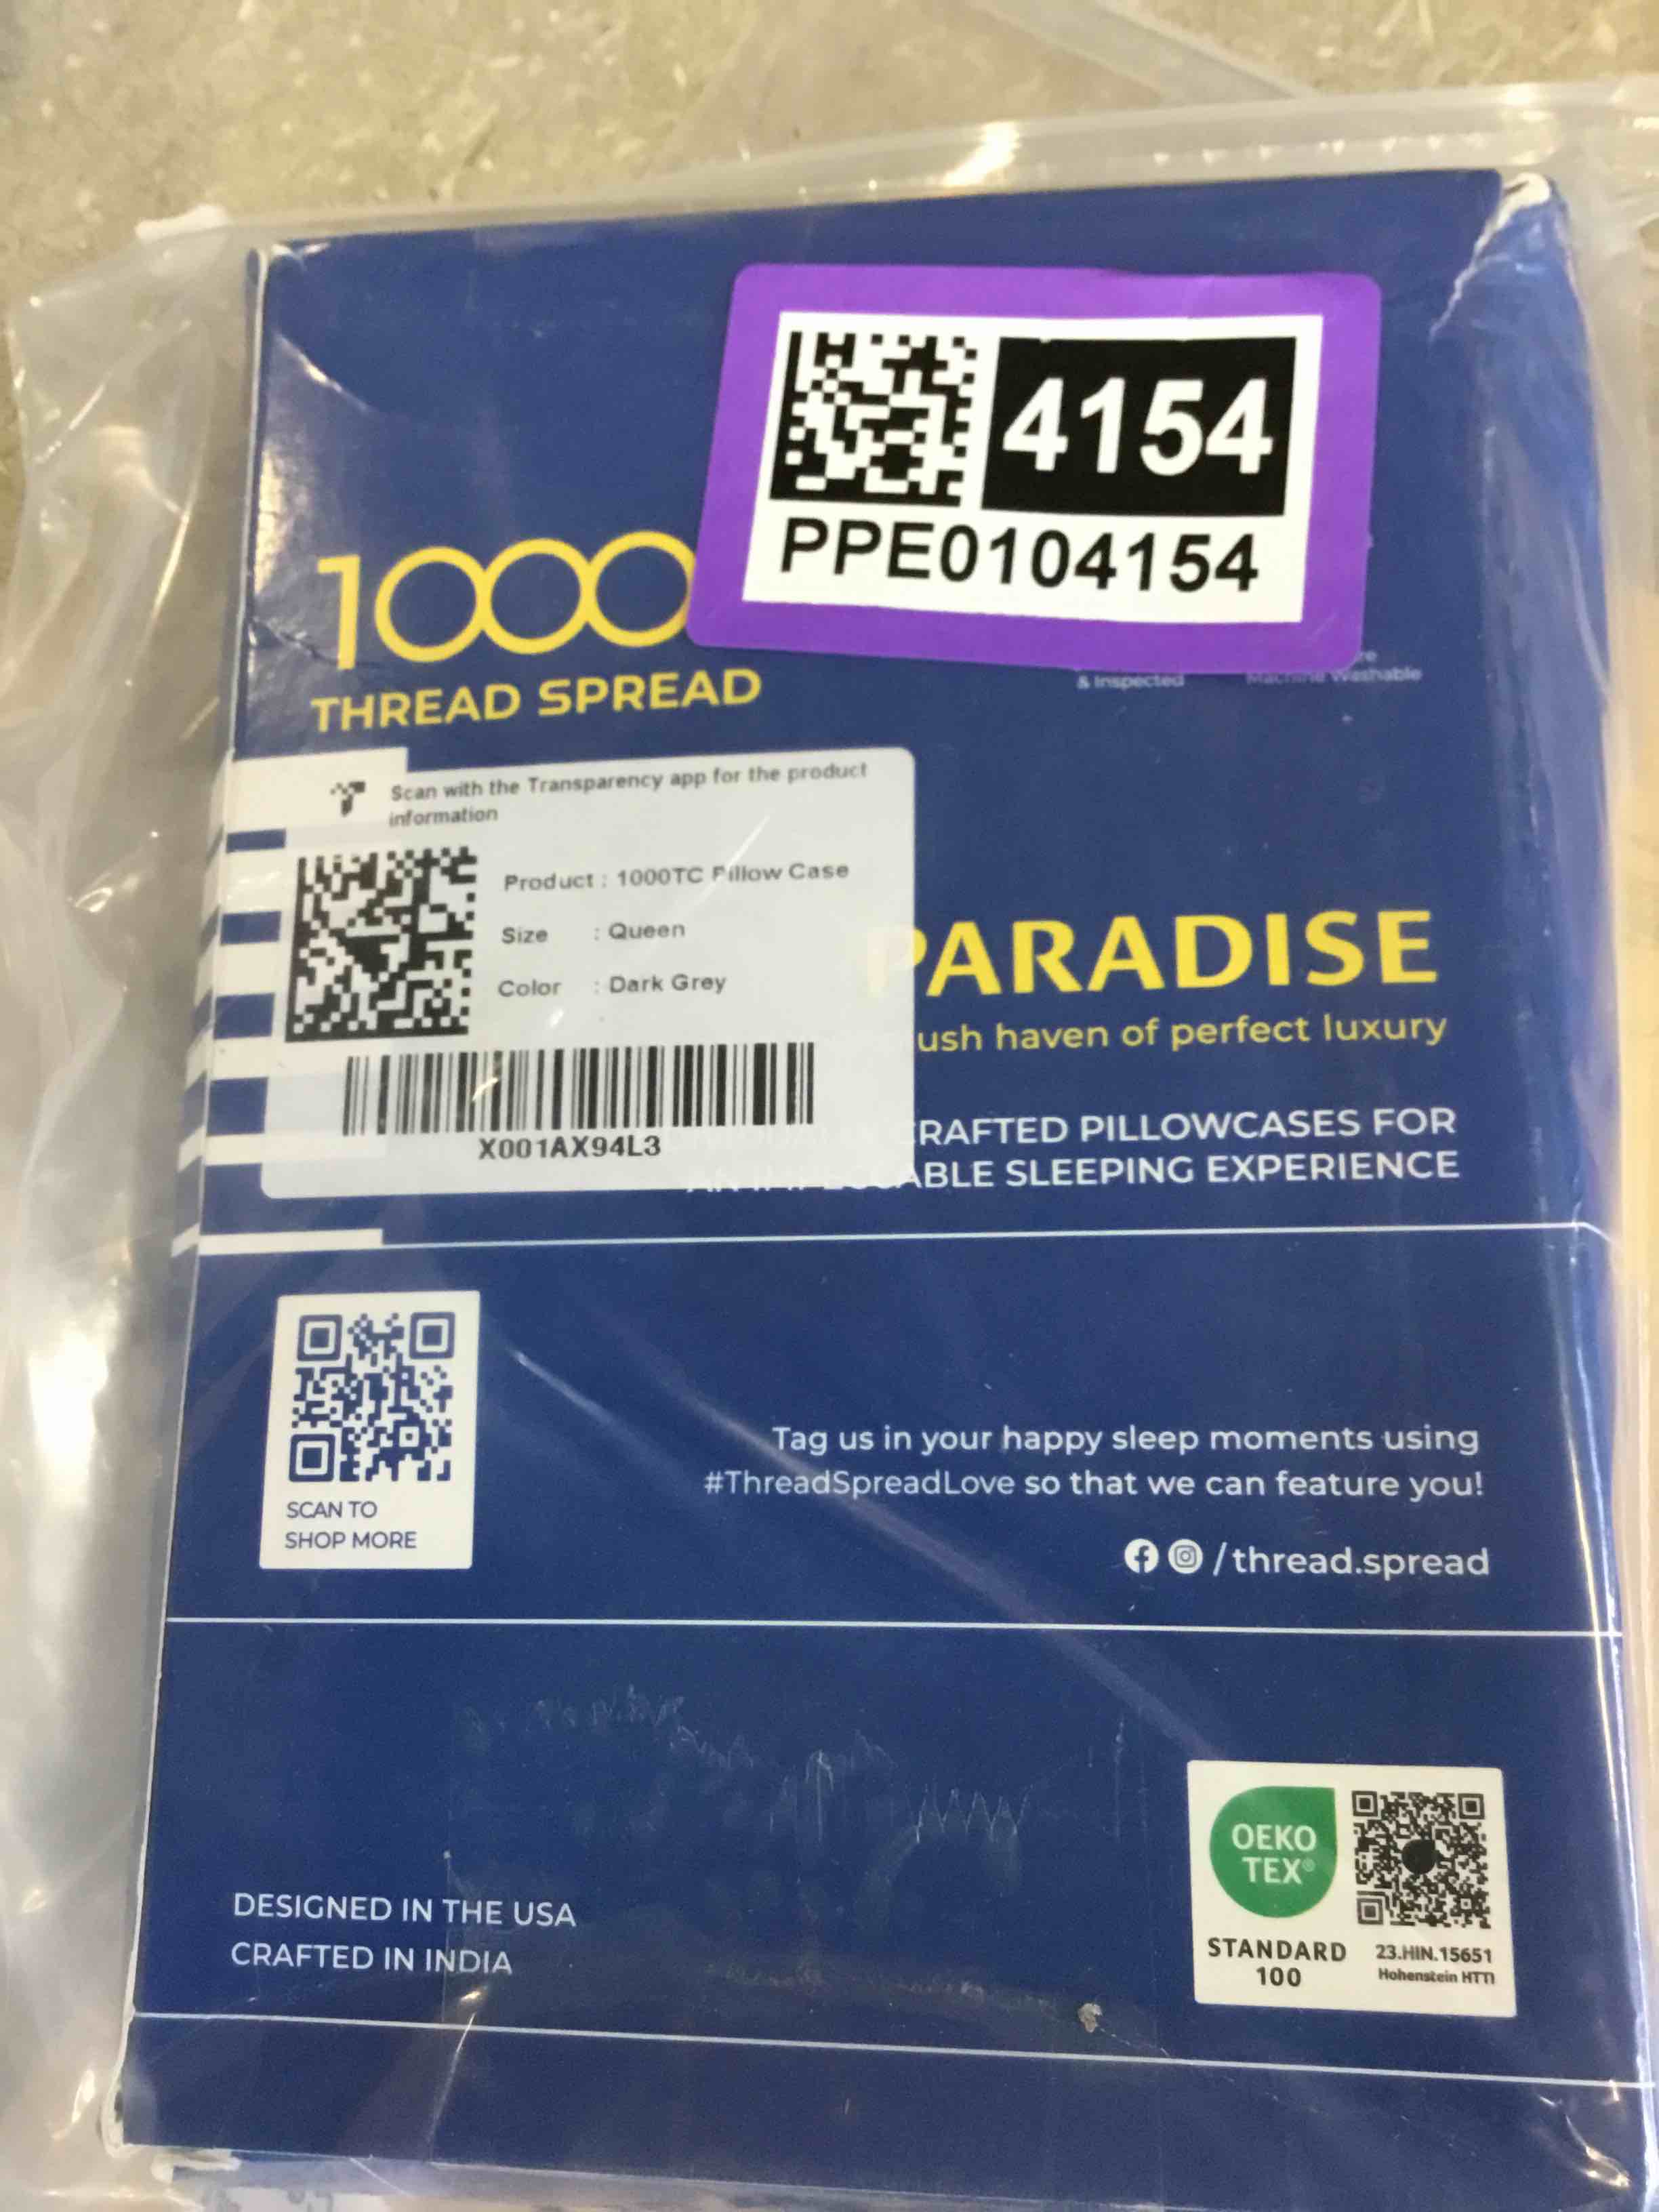 4154
PPE0104154
1000
THREAD SPREAD
& Inspected
Machine Washable
Scan with the Transparency app for the product
information
Product : 1000TC Pillow Case
Size : Queen
Color : Dark Grey
X001AX94L3
PARADISE
ush haven of perfect luxury
CRAFTED PILLOWCASES FOR
AN IMPECCABLE SLEEPING EXPERIENCE
SCAN TO
SHOP MORE
Tag us in your happy sleep moments using
#ThreadSpreadLove so that we can feature you!
/thread.spread
DESIGNED IN THE USA
CRAFTED IN INDIA
OEKO
TEX®
STANDARD
100
23.HIN.15651
Hohenstein HTTI